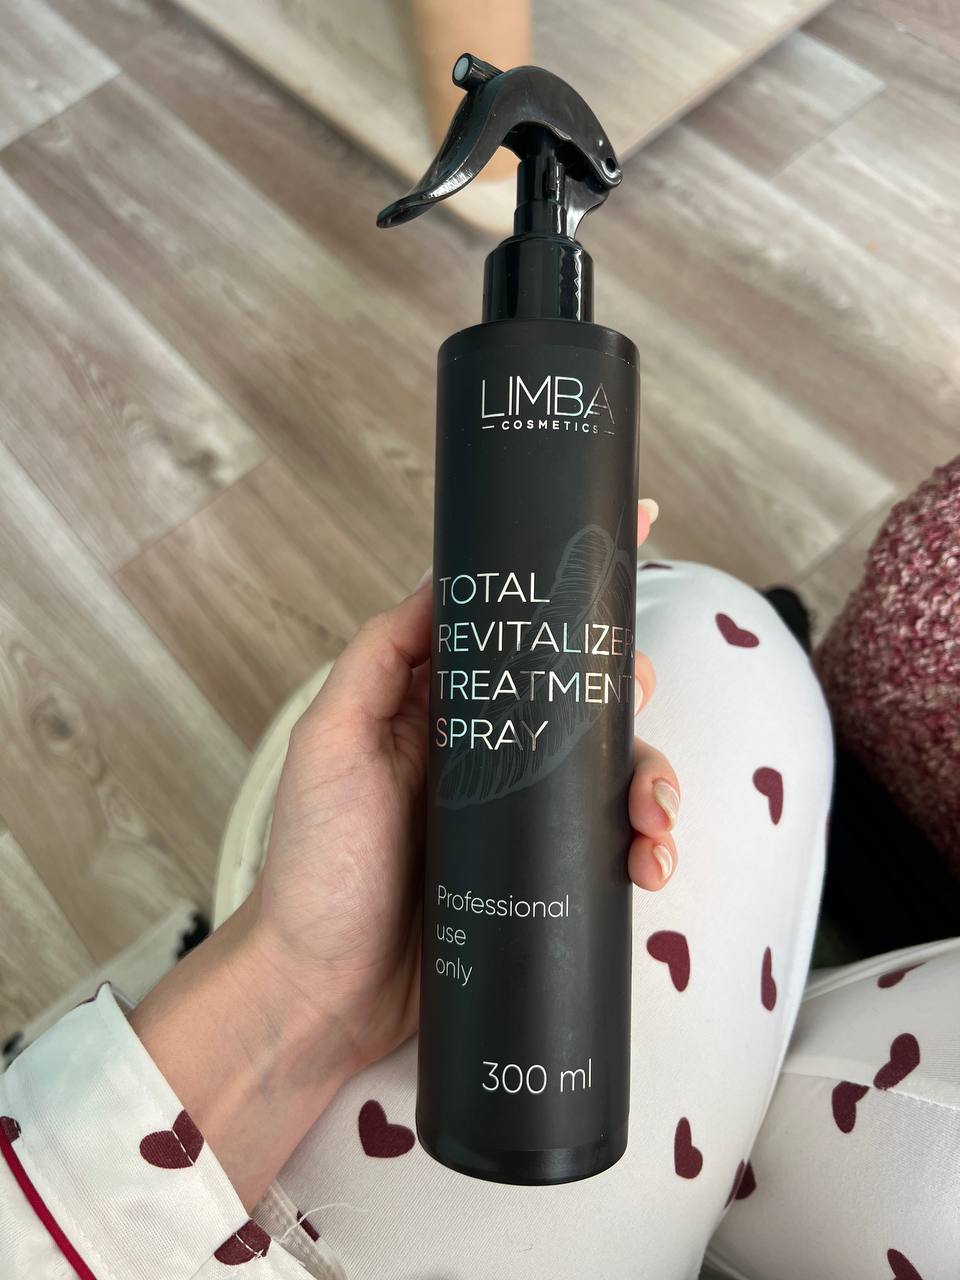 LIMBA
COSMETICS
TOTAL
REVITALIZER
TREATMENT
SPRAY
Professional
use
only
300 ml